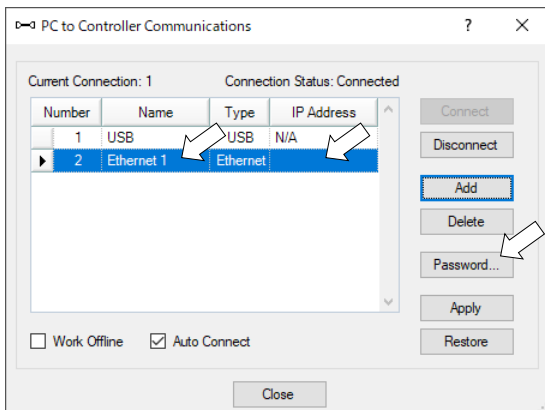 PC to Controller Communications ? ×
Current Connection: 1 Connection Status: Connected
Number Name Type IP Address
1 USB USB N/A
2 Ethernet 1 Ethernet
Connect
Disconnect
Add
Delete
Password...
Apply
Restore
Work Offline Auto Connect
Close